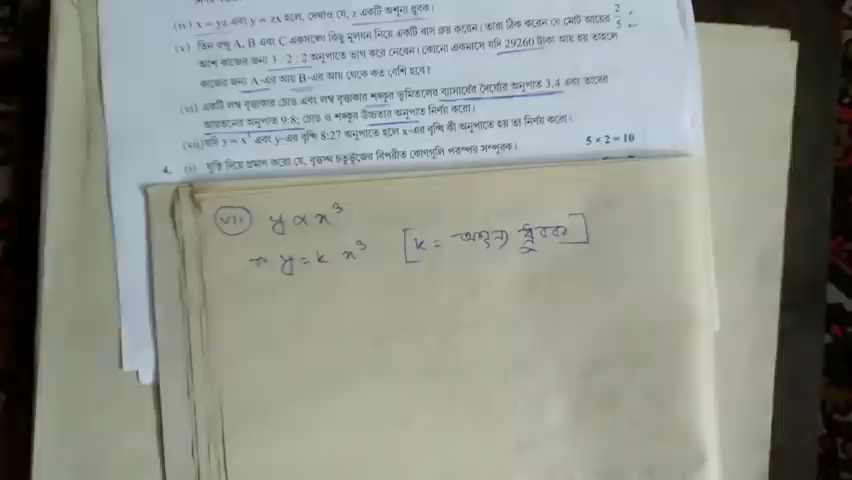 (iv) x = yz এবং y = zx হলে, দেখাও যে, z একটি অশূন্য ধ্রুবক।
(v) তিন বন্ধু A, B এবং C একসঙ্গে কিছু মূলধন নিয়ে একটি বাস ক্রয় করেন। তারা ঠিক করেন যে মোট আয়ের 2/5
অংশ কাজের জন্য 3 : 2 : 2 অনুপাতে ভাগ করে নেবেন। কোনো একমাসে যদি 29260 টাকা আয় হয় তাহলে
কাজের জন্য A-এর আয় B-এর আয় থেকে কত বেশি হবে?
(vi) একটি লম্ব বৃত্তাকার চোঙ এবং লম্ব বৃত্তাকার শঙ্কুর ভূমিতলের ব্যাসার্ধের দৈর্ঘ্যের অনুপাত 3:4 এবং তাদের
আয়তনের অনুপাত 9:8; চোঙ ও শঙ্কুর উচ্চতার অনুপাত নির্ণয় করো।
(vii) যদি y ∝ x³ এবং y-এর বৃদ্ধি 8:27 অনুপাতে হলে x-এর বৃদ্ধি কী অনুপাতে হয় তা নির্ণয় করো।
4. (i) যুক্তি দিয়ে প্রমাণ করো যে, বৃত্তস্থ চতুর্ভুজের বিপরীত কোণগুলি পরস্পর সম্পূরক। 5 × 2 = 10
(vii) y ∝ x³
y = k x³ [k = অশূন্য ধ্রুবক]